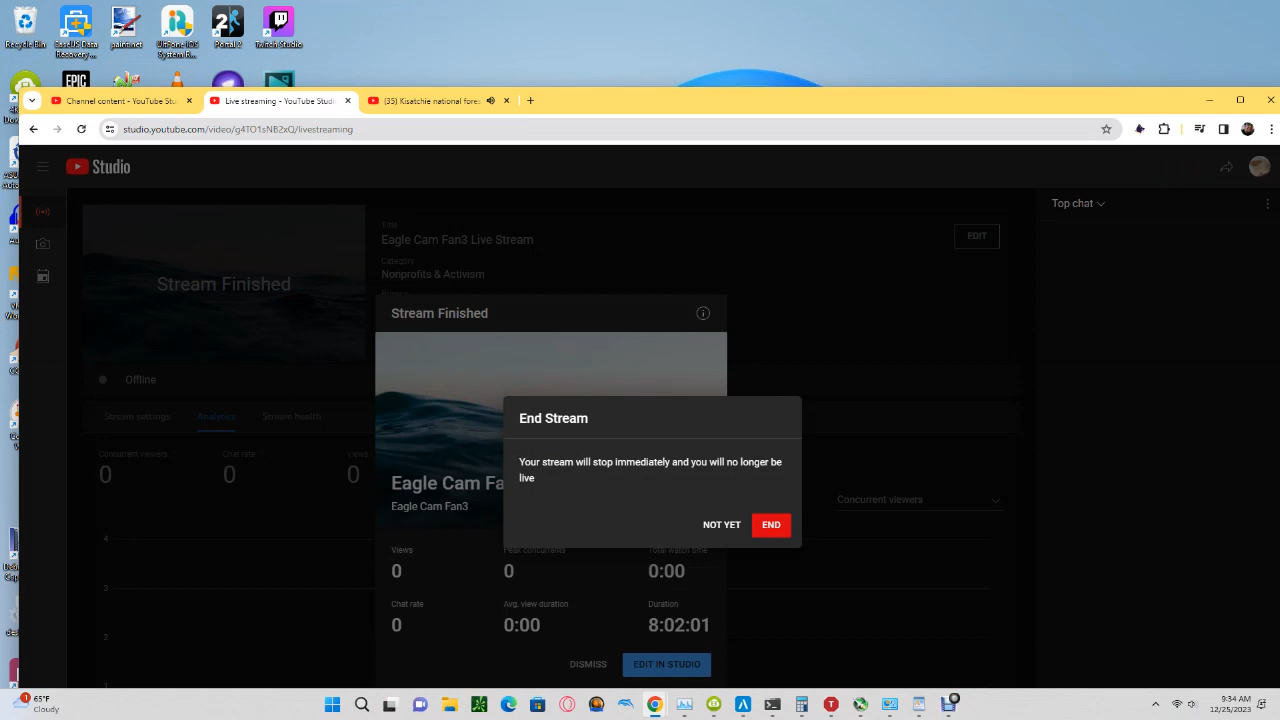 Recycle Bin
EaseUS Data
Recovery...
paint.net
UltFone iOS
System R...
Portal 2
Twitch Studio
EPIC
Channel content - YouTube Stu
Live streaming - YouTube Studi
(35) Kisatchie national fores
studio.youtube.com/video/g4TO1sNB2xQ/livestreaming
Studio
Top chat
Title
Eagle Cam Fan3 Live Stream
EDIT
Category
Nonprofits & Activism
Stream Finished
Stream Finished
Offline
Stream settings
Analytics
Stream health
Concurrent viewers
Chat rate
Views
0
0
0
End Stream
Your stream will stop immediately and you will no longer be
live
NOT YET
END
Eagle Cam Fa
Eagle Cam Fan3
Concurrent viewers
4
3
2
1
Views
Peak concurrents
Total watch time
0
0
0:00
Chat rate
Avg. view duration
Duration
0
0:00
8:02:01
DISMISS
EDIT IN STUDIO
1
65°F
Cloudy
9:34 AM
12/25/2023